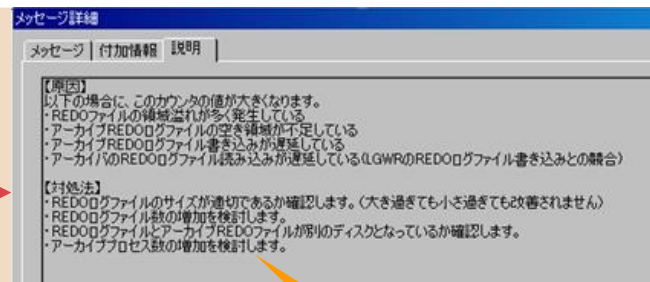 メッセージ詳細
メッセージ 付加情報 説明
【原因】
以下の場合に、このカウンタの値が大きくなります。
・REDOファイルの領域溢れが多く発生している
・アーカイブREDOログファイルの空き領域が不足している
・アーカイブREDOログファイル書き込みが遅延している
・アーカイバのREDOログファイル読み込みが遅延している(LGWRのREDOログファイル書き込みとの競合)
【対処法】
・REDOログファイルのサイズが適切であるか確認します。(大き過ぎても小さ過ぎても改善されません)
・REDOログファイル数の増加を検討します。
・REDOログファイルとアーカイブREDOファイルが別のディスクとなっているか確認します。
・アーカイブプロセス数の増加を検討します。